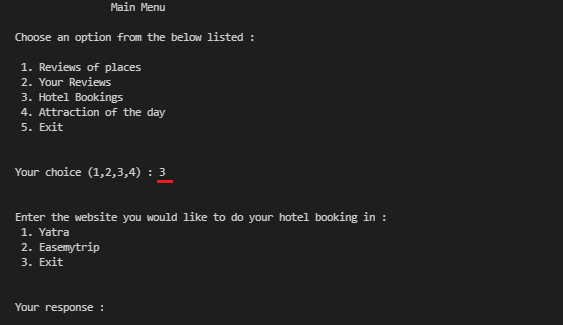 Main Menu
Choose an option from the below listed :
1. Reviews of places
2. Your Reviews
3. Hotel Bookings
4. Attraction of the day
5. Exit
Your choice (1,2,3,4) : 3
Enter the website you would like to do your hotel booking in :
1. Yatra
2. Easemytrip
3. Exit
Your response :